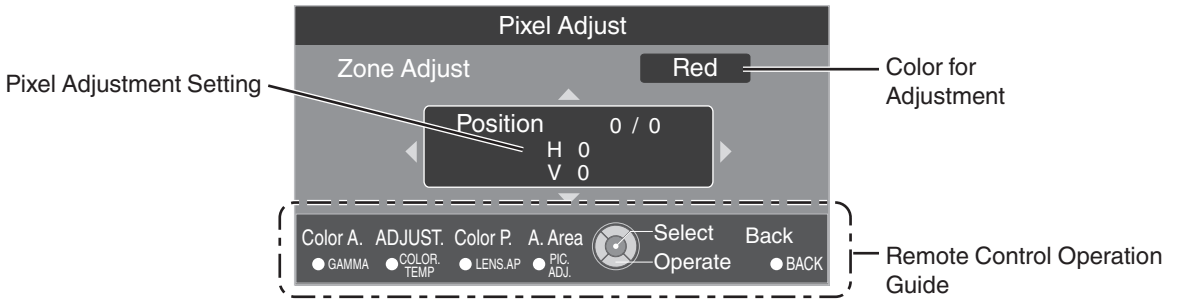 Pixel Adjust
Zone Adjust
Red
Pixel Adjustment Setting
Color for
Adjustment
Position 0 / 0
H 0
V 0
Color A. ADJUST. Color P. A. Area Select Back
GAMMA COLOR. TEMP LENS.AP PIC. ADJ. Operate BACK
Remote Control Operation
Guide